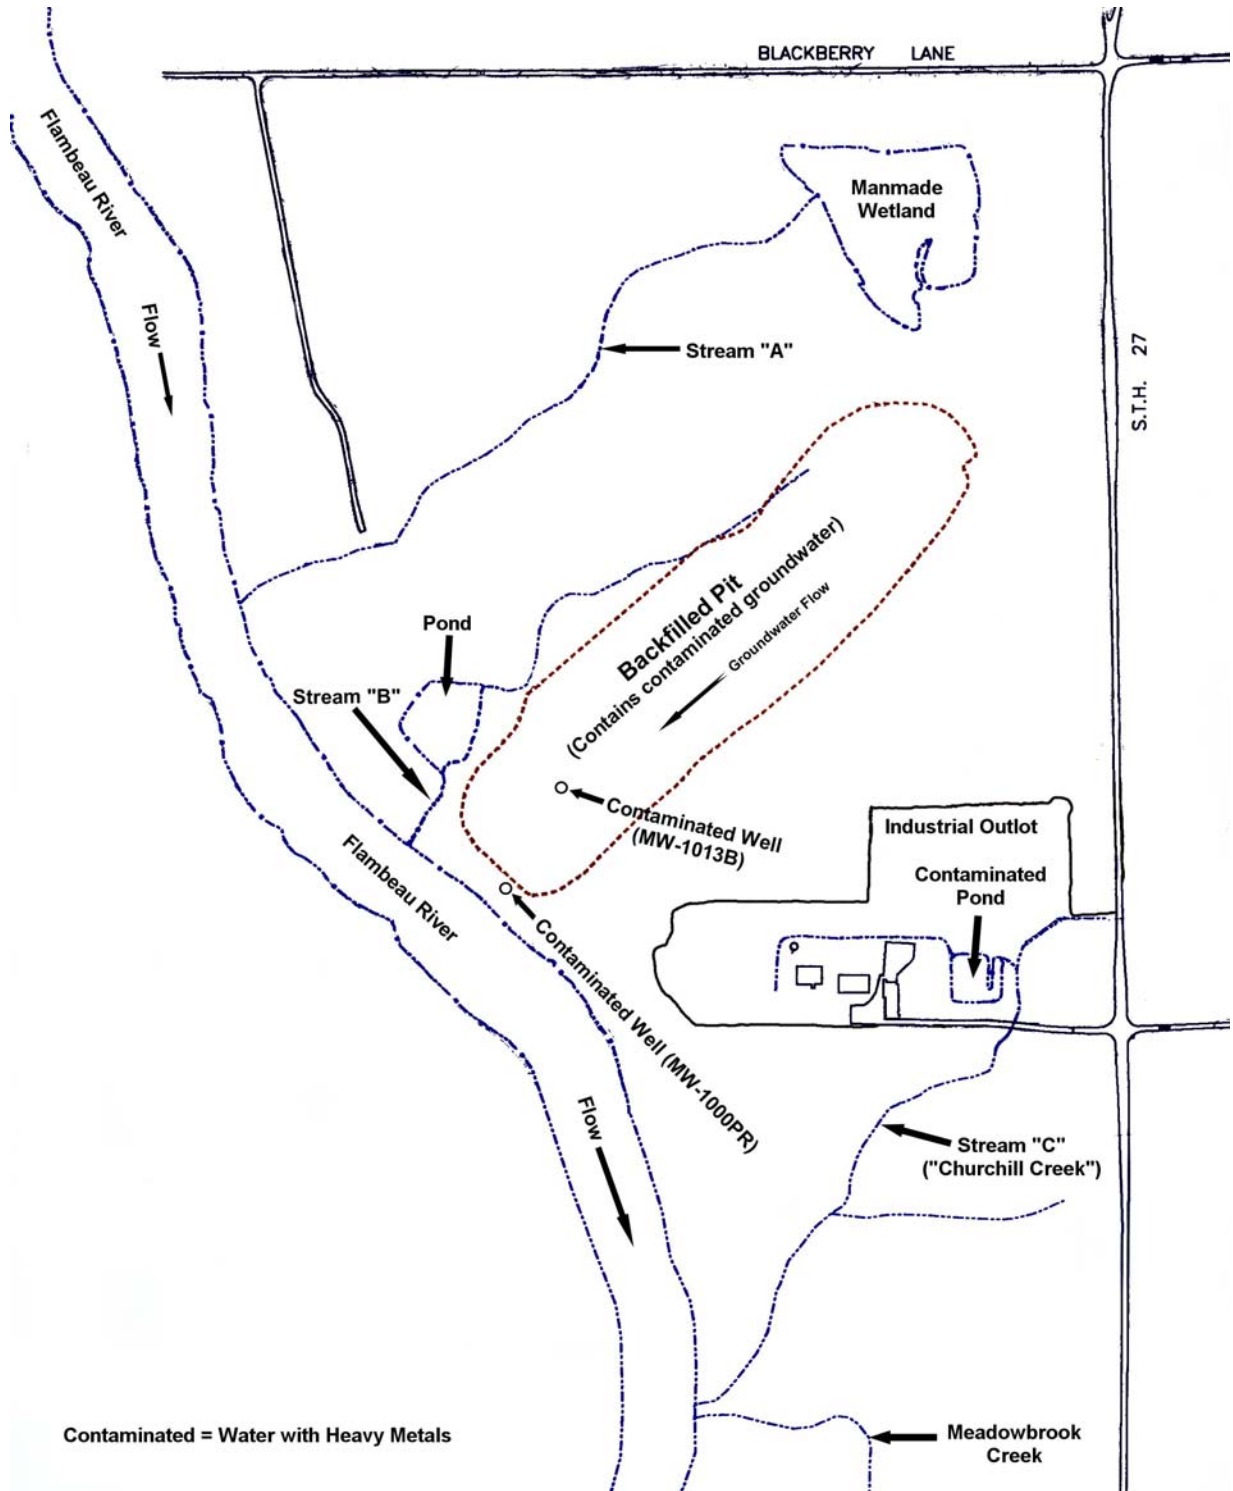 BLACKBERRY LANE
Flambeau River
Manmade
Wetland
Flow
Stream "A"
S.T.H. 27
Backfilled Pit
(Contains contaminated groundwater)
Groundwater Flow
Pond
Stream "B"
Contaminated Well
(MW-1013B)
Industrial Outlot
Contaminated
Pond
Flambeau River
Contaminated Well (MW-1000PR)
Flow
Stream "C"
("Churchill Creek")
Contaminated = Water with Heavy Metals
Meadowbrook
Creek